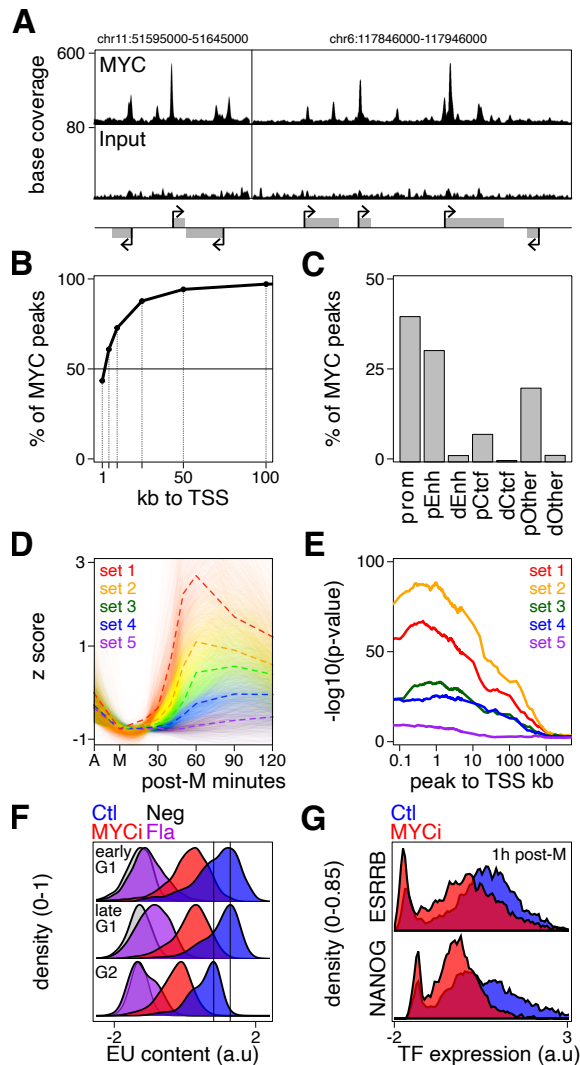 A
chr11:51595000-51645000 chr6:117846000-117946000
base coverage
600
MYC
80
Input
B
% of MYC peaks
100
50
0
1 50 100
kb to TSS
C
% of MYC peaks
50
25
0
prom pEnh dEnh pCtcf dCtcf pOther dOther
D
z score
3
1
-1
set 1
set 2
set 3
set 4
set 5
A M 30 60 90 120
post-M minutes
E
-log10(p-value)
100
50
0
set 1
set 2
set 3
set 4
set 5
0.1 1 10 100 1000
peak to TSS kb
F
Ctl Neg
MYCi Fla
density (0-1)
early
G1
late
G1
G2
-2 2
EU content (a.u)
G
Ctl
MYCi
1h post-M
density (0-0.85)
ESRRB
NANOG
-2 3
TF expression (a.u)